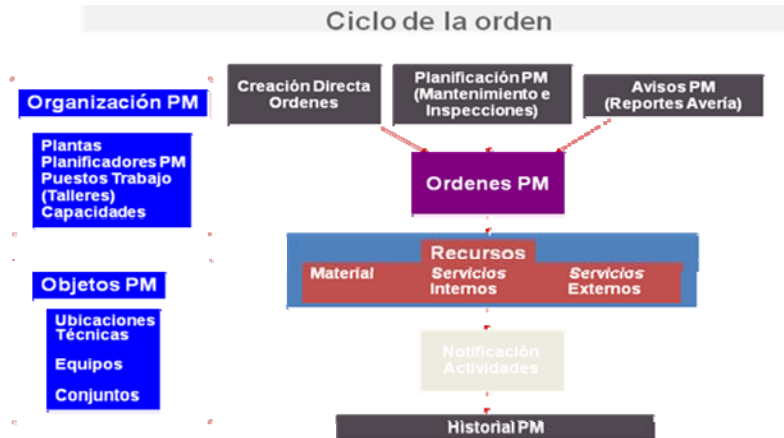 Ciclo de la orden
Organización PM
Plantas
Planificadores PM
Puestos Trabajo
(Talleres)
Capacidades
Objetos PM
Ubicaciones
Técnicas
Equipos
Conjuntos
Creación Directa
Ordenes
Planificación PM
(Mantenimiento e
Inspecciones)
Avisos PM
(Reportes Avería)
Ordenes PM
Recursos
Material
Servicios
Internos
Servicios
Externos
Notificación
Actividades
Historial PM